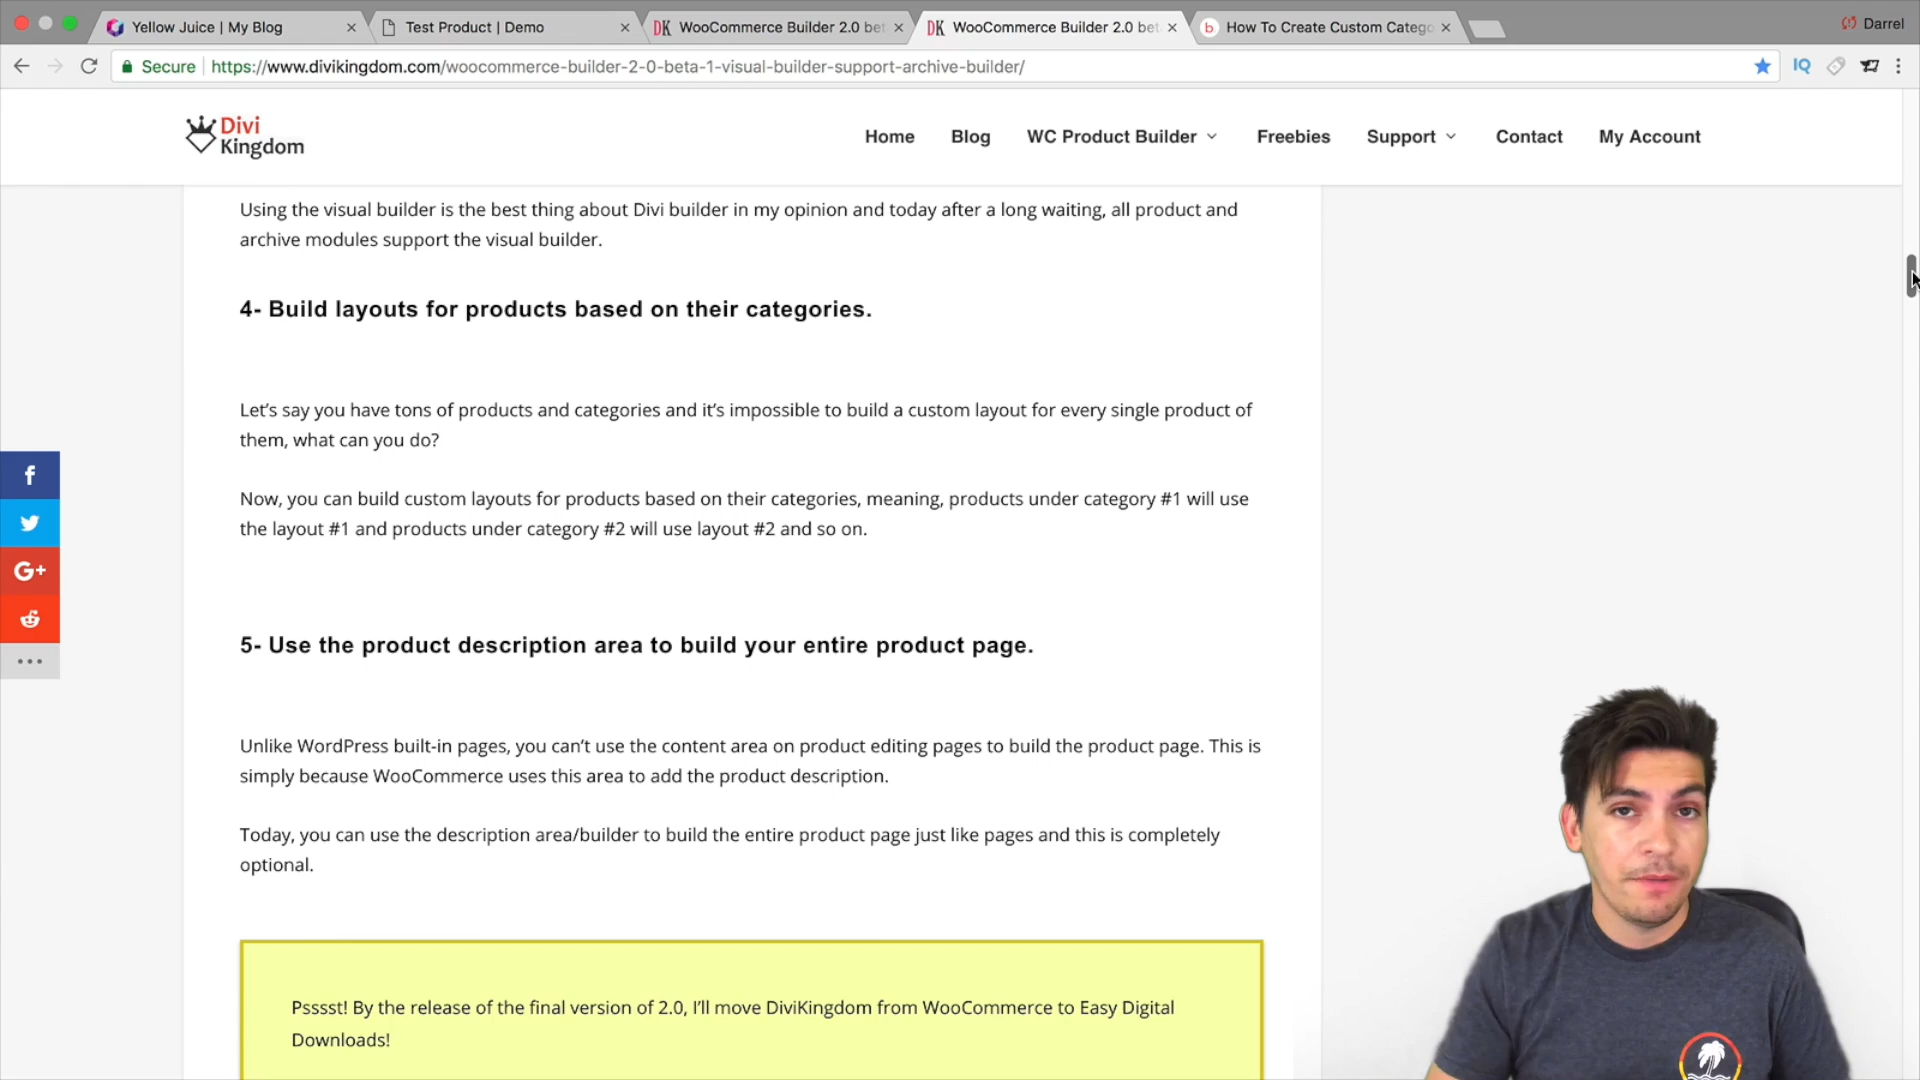 Yellow Juice | My Blog
Test Product | Demo
WooCommerce Builder 2.0 bet
WooCommerce Builder 2.0 bet
How To Create Custom Catego
Darrel
Secure
https://www.divikingdom.com/woocommerce-builder-2-0-beta-1-visual-builder-support-archive-builder/
IQ
Divi
Kingdom
Home
Blog
WC Product Builder
Freebies
Support
Contact
My Account
Using the visual builder is the best thing about Divi builder in my opinion and today after a long waiting, all product and
archive modules support the visual builder.
4- Build layouts for products based on their categories.
Let’s say you have tons of products and categories and it’s impossible to build a custom layout for every single product of
them, what can you do?
Now, you can build custom layouts for products based on their categories, meaning, products under category #1 will use
the layout #1 and products under category #2 will use layout #2 and so on.
5- Use the product description area to build your entire product page.
Unlike WordPress built-in pages, you can’t use the content area on product editing pages to build the product page. This is
simply because WooCommerce uses this area to add the product description.
Today, you can use the description area/builder to build the entire product page just like pages and this is completely
optional.
Psssst! By the release of the final version of 2.0, I’ll move DiviKingdom from WooCommerce to Easy Digital
Downloads!